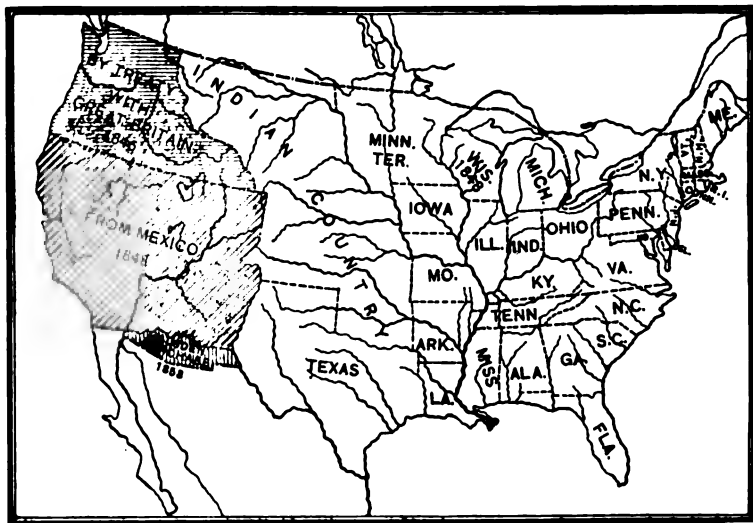 BY TREATY
WITH
GREAT BRITAIN
1846
FROM MEXICO
1848
1853
INDIAN
COUNTRY
TEXAS
MINN.
TER.
IOWA
MO.
ARK.
LA.
WIS.
1848
MICH.
ILL.
IND.
OHIO
KY.
TENN.
MISS
ALA.
GA.
FLA.
S.C.
N.C.
VA.
PENN.
N.Y.
VT.
N.H.
ME.